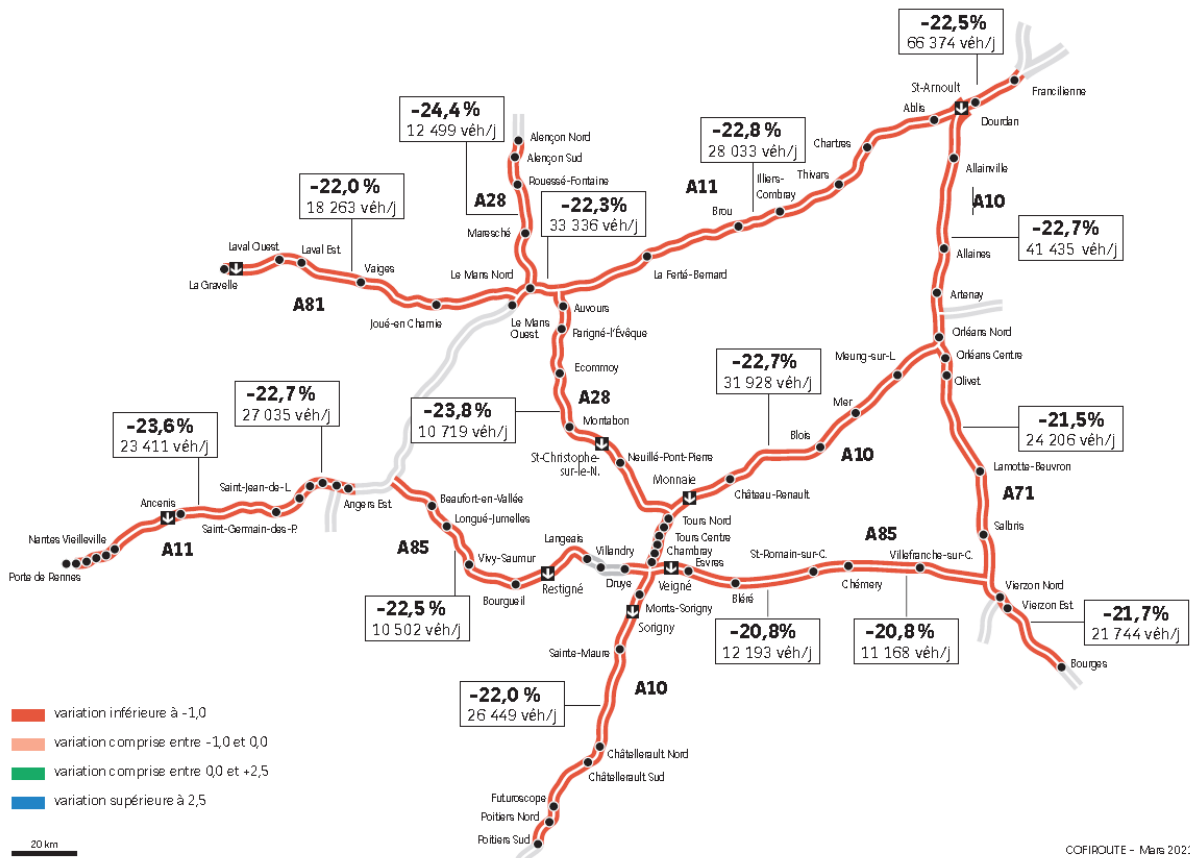 -22,5%
66 374 véh/j
St-Arnoult
Francilienne
Ablis
Dourdan
-24,4%
12 499 véh/j
Alençon Nord
Alençon Sud
Rouessé-Fontaine
A28
Maresché
-22,8%
28 033 véh/j
Chartres
Thivars
Illiers-
Combray
A11
Brou
La Ferté-Bernard
Allainville
A10
-22,0 %
18 263 véh/j
-22,3%
33 336 véh/j
-22,7%
41 435 véh/j
Allaines
Artenay
Laval Ouest
Laval Est
Vaiges
La Gravelle
A81
Joué-en Charnie
Le Mans Nord
Le Mans
Ouest
Auvours
Parigné-l'Évêque
Ecommoy
A28
Montabon
Orléans Nord
Orléans Centre
Olivet
Meung-sur-L
Mer
-22,7%
31 928 véh/j
Blois
A10
-22,7%
27 035 véh/j
-23,8%
10 719 véh/j
-23,6%
23 411 véh/j
St-Christophe
-sur-le-N.
Neuillé-Pont-Pierre
Monnaie
Château-Renault
-21,5%
24 206 véh/j
Lamotte-Beuvron
A71
Salbris
Saint-Jean-de-L
Ancenis
Angers Est
Saint-Germain-des-P.
Nantes Vieilleville
Porte de Rennes
A11
Beaufort-en-Vallée
Longué-Jumelles
A85
Vivy-Saumur
Langeais
Villandry
Bourgueil
Restigné
Druye
Tours Nord
Tours Centre
Chambray
Esvres
Veigné
Bléré
St-Romain-sur-C.
A85
Villefranche-sur-C.
Chémery
Vierzon Nord
Vierzon Est
-22,5%
10 502 véh/j
Monts-Sorigny
Sorigny
Sainte-Maure
-20,8%
12 193 véh/j
-20,8%
11 168 véh/j
-21,7%
21 744 véh/j
Bourges
A10
-22,0 %
26 449 véh/j
Châtellerault Nord
Châtellerault Sud
Futuroscope
Poitiers Nord
Poitiers Sud
variation inférieure à -1,0
variation comprise entre -1,0 et 0,0
variation comprise entre 0,0 et +2,5
variation supérieure à 2,5
20 km
COFIROUTE - Mars